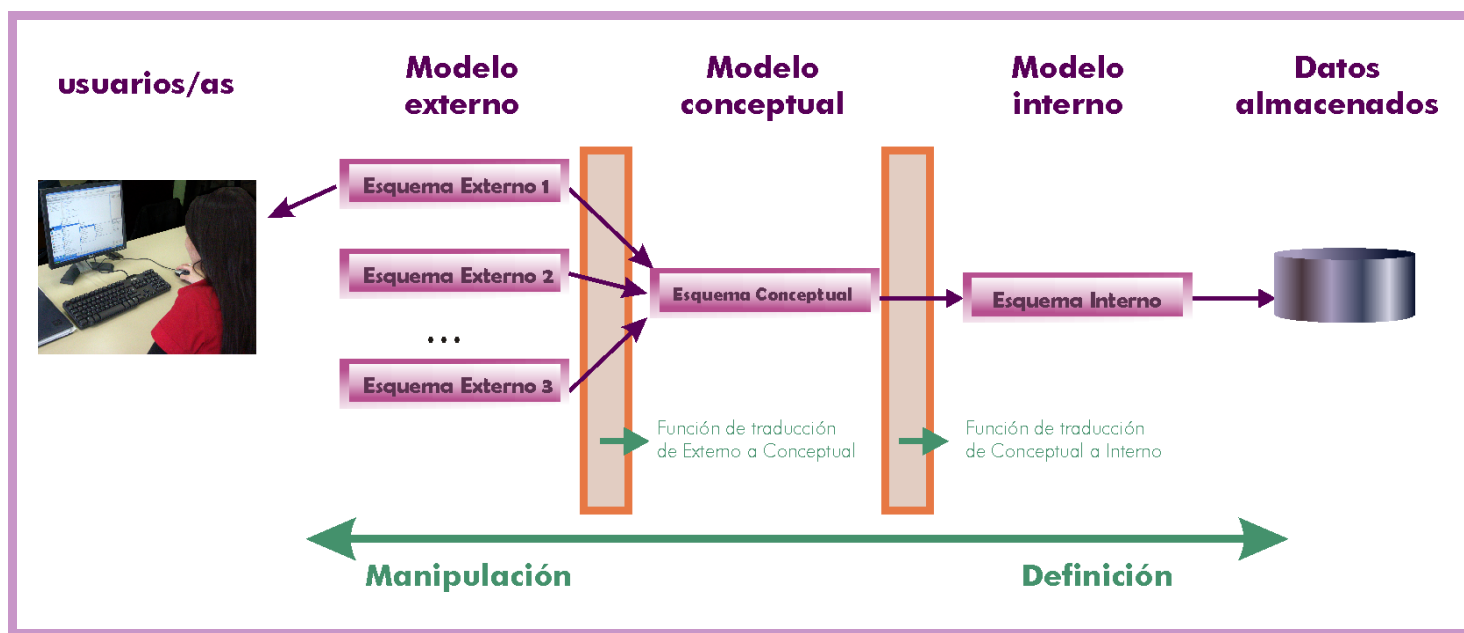 usuarios/as
Modelo
externo
Modelo
conceptual
Modelo
interno
Datos
almacenados
Esquema Externo 1
Esquema Externo 2
...
Esquema Externo 3
Esquema Conceptual
Esquema Interno
Función de traducción
de Externo a Conceptual
Función de traducción
de Conceptual a Interno
Manipulación
Definición